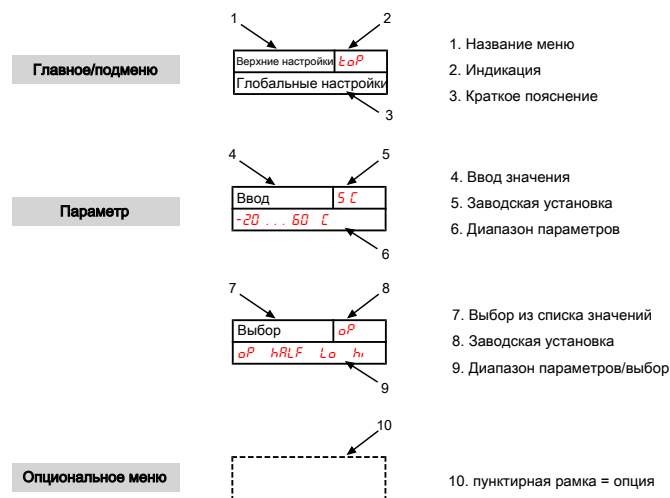 1
2
Главное/подменю
Верхние настройки toP
Глобальные настройки
3
1. Название меню
2. Индикация
3. Краткое пояснение
4
5
Параметр
Ввод 5 C
-20 ... 60 C
6
4. Ввод значения
5. Заводская установка
6. Диапазон параметров
7
8
Выбор oP
oP hALF Lo hi
9
7. Выбор из списка значений
8. Заводская установка
9. Диапазон параметров/выбор
10
Опциональное меню
10. пунктирная рамка = опция